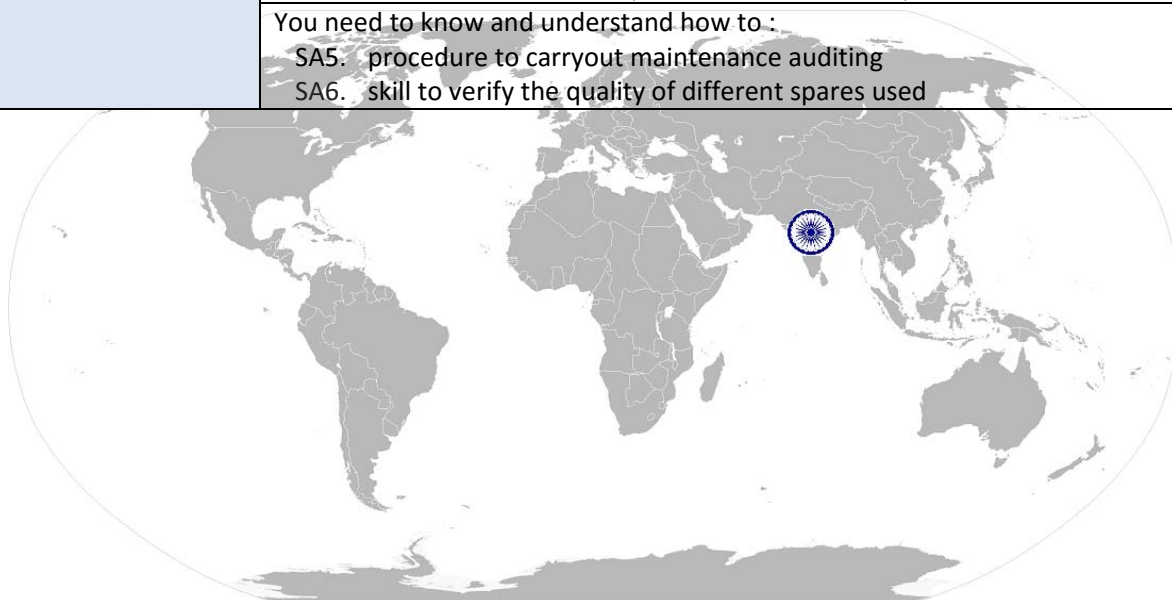 You need to know and understand how to :
SA5. procedure to carryout maintenance auditing
SA6. skill to verify the quality of different spares used